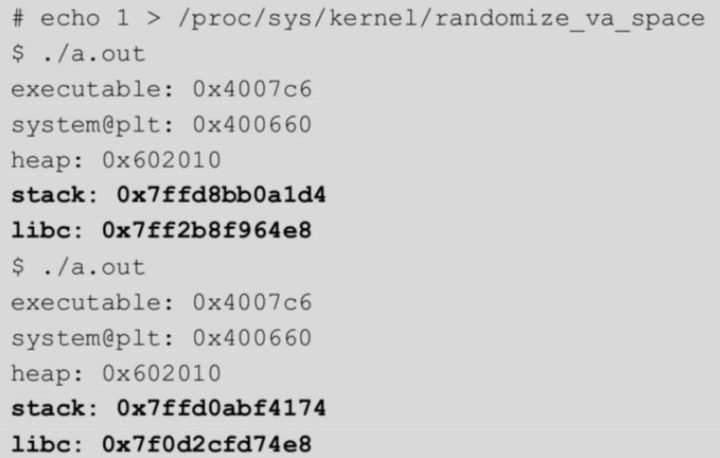 # echo 1 > /proc/sys/kernel/randomize_va_space
$ ./a.out
executable: 0x4007c6
system@plt: 0x400660
heap: 0x602010
stack: 0x7ffd8bb0a1d4
libc: 0x7ff2b8f964e8
$ ./a.out
executable: 0x4007c6
system@plt: 0x400660
heap: 0x602010
stack: 0x7ffd0abf4174
libc: 0x7f0d2cfd74e8